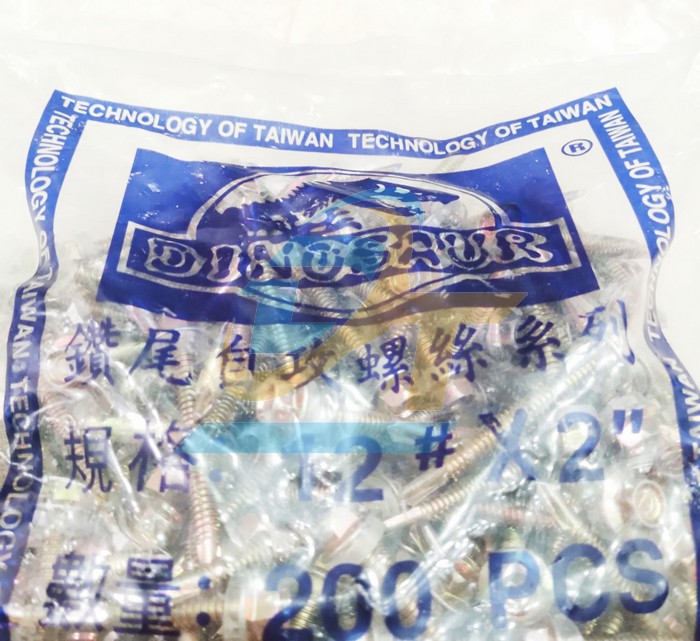 TECHNOLOGY OF TAIWAN TECHNOLOGY OF TAIWAN
TECHNOLOGY OF TAIWAN TECHNOLOGY
TECHNOLOGY OF TAIWAN
®
DINOSAUR
鑽尾自攻螺絲系列
規格: 12# X 2"
數量: 200 PCS